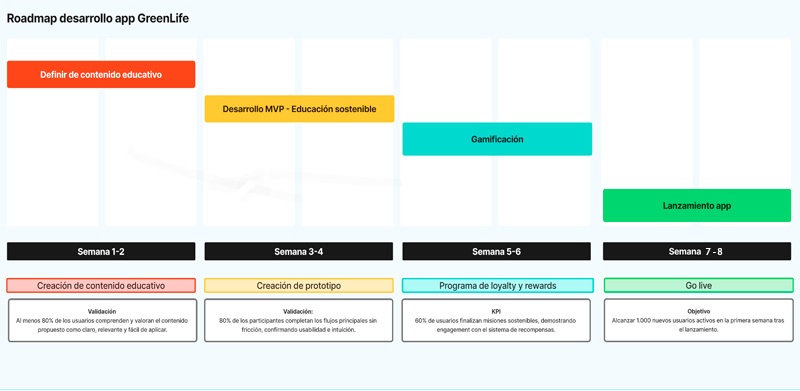 Roadmap desarrollo app GreenLife
Definir de contenido educativo
Desarrollo MVP - Educación sostenible
Gamificación
Lanzamiento app
Semana 1-2
Semana 3-4
Semana 5-6
Semana 7 - 8
Creación de contenido educativo
Creación de prototipo
Programa de loyalty y rewards
Go live
Validación
Al menos 80% de los usuarios comprenden y valoran el contenido
propuesto como claro, relevante y fácil de aplicar.
Validación:
80% de los participantes completan los flujos principales sin
fricción, confirmando usabilidad e intuición.
KPI
60% de usuarios finalizan misiones sostenibles, demostrando
engagement con el sistema de recompensas.
Objetivo
Alcanzar 1.000 nuevos usuarios activos en la primera semana tras
el lanzamiento.